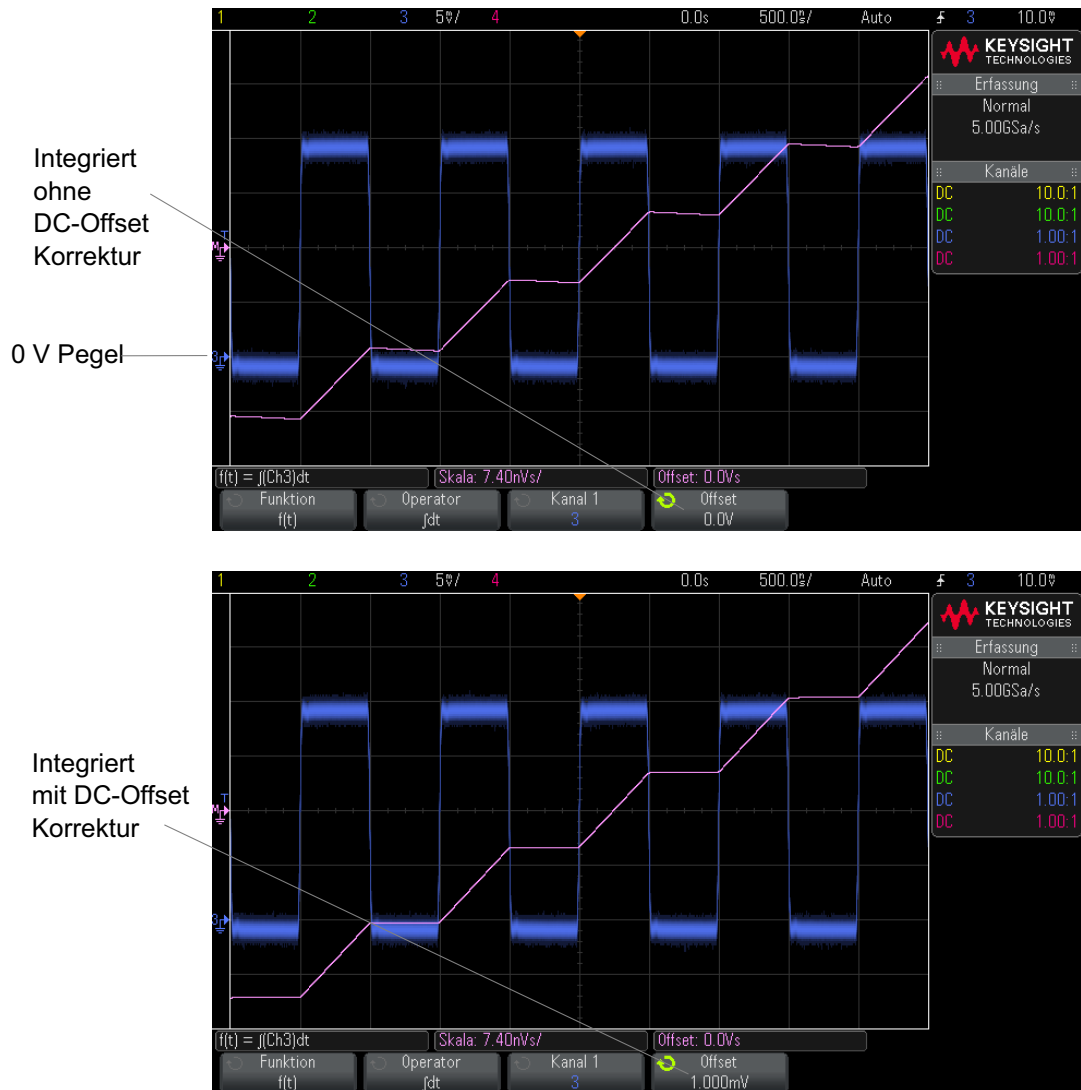 1 2 3 5㎷/ 4 0.0s 500.0㎱/ Auto 3 10.0㎷
KEYSIGHT
TECHNOLOGIES
Erfassung
Normal
5.00GSa/s
Kanäle
DC 10.0:1
DC 10.0:1
DC 1.00:1
DC 1.00:1
Integriert
ohne
DC-Offset
Korrektur
T
M
0 V Pegel
3
f(t) = ∫(Ch3)dt Skala: 7.40nVs/ Offset: 0.0Vs
Funktion Operator Kanal 1 Offset
f(t) ∫dt 3 0.0V
1 2 3 5㎷/ 4 0.0s 500.0㎱/ Auto 3 10.0㎷
KEYSIGHT
TECHNOLOGIES
Erfassung
Normal
5.00GSa/s
Kanäle
DC 10.0:1
DC 10.0:1
DC 1.00:1
DC 1.00:1
Integriert
mit DC-Offset
Korrektur
T
M
3
f(t) = ∫(Ch3)dt Skala: 7.40nVs/ Offset: 0.0Vs
Funktion Operator Kanal 1 Offset
f(t) ∫dt 3 1.000mV